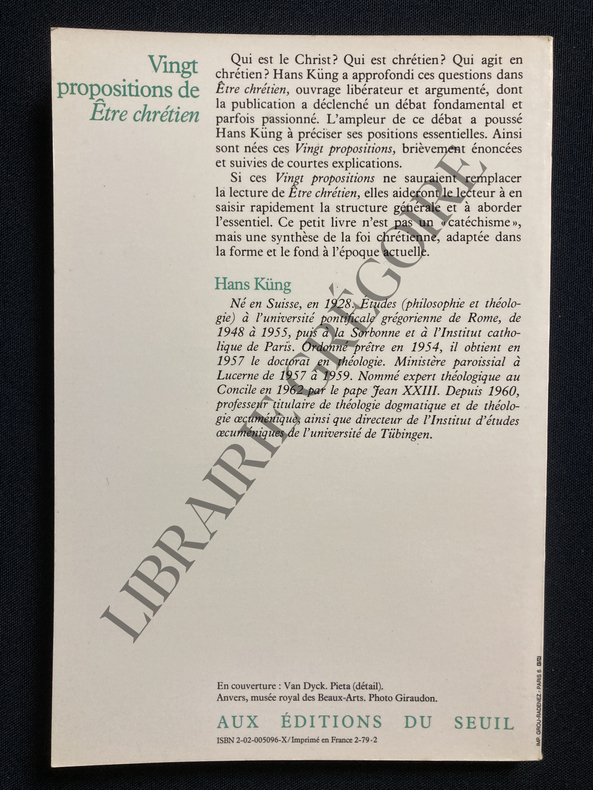 Vingt
propositions de
Être chrétien
Qui est le Christ? Qui est chrétien? Qui agit en
chrétien? Hans Küng a approfondi ces questions dans
Être chrétien, ouvrage libérateur et argumenté, dont
la publication a déclenché un débat fondamental et
parfois passionné. L'ampleur de ce débat a poussé
Hans Küng à préciser ses positions essentielles. Ainsi
sont nées ces Vingt propositions, brièvement énoncées
et suivies de courtes explications.
Si ces Vingt propositions ne sauraient remplacer
la lecture de Être chrétien, elles aideront le lecteur à en
saisir rapidement la structure générale et à aborder
l'essentiel. Ce petit livre n'est pas un «catéchisme»,
mais une synthèse de la foi chrétienne, adaptée dans
la forme et le fond à l'époque actuelle.
Hans Küng
Né en Suisse, en 1928. Études (philosophie et théolo-
gie) à l'université pontificale grégorienne de Rome, de
1948 à 1955, puis à la Sorbonne et à l'Institut catho-
lique de Paris. Ordonné prêtre en 1954, il obtient en
1957 le doctorat en théologie. Ministère paroissial à
Lucerne de 1957 à 1959. Nommé expert théologique au
Concile en 1962 par le pape Jean XXIII. Depuis 1960,
professeur titulaire de théologie dogmatique et de théolo-
gie œcuménique, ainsi que directeur de l'Institut d'études
œcuméniques de l'université de Tübingen.
LIBRAIRIE GRÉGOIRE
En couverture : Van Dyck. Pieta (détail).
Anvers, musée royal des Beaux-Arts. Photo Giraudon.
AUX ÉDITIONS DU SEUIL
ISBN 2-02-005096-X/Imprimé en France 2-79-2
IMP. GROU-RADENEZ - PARIS 6